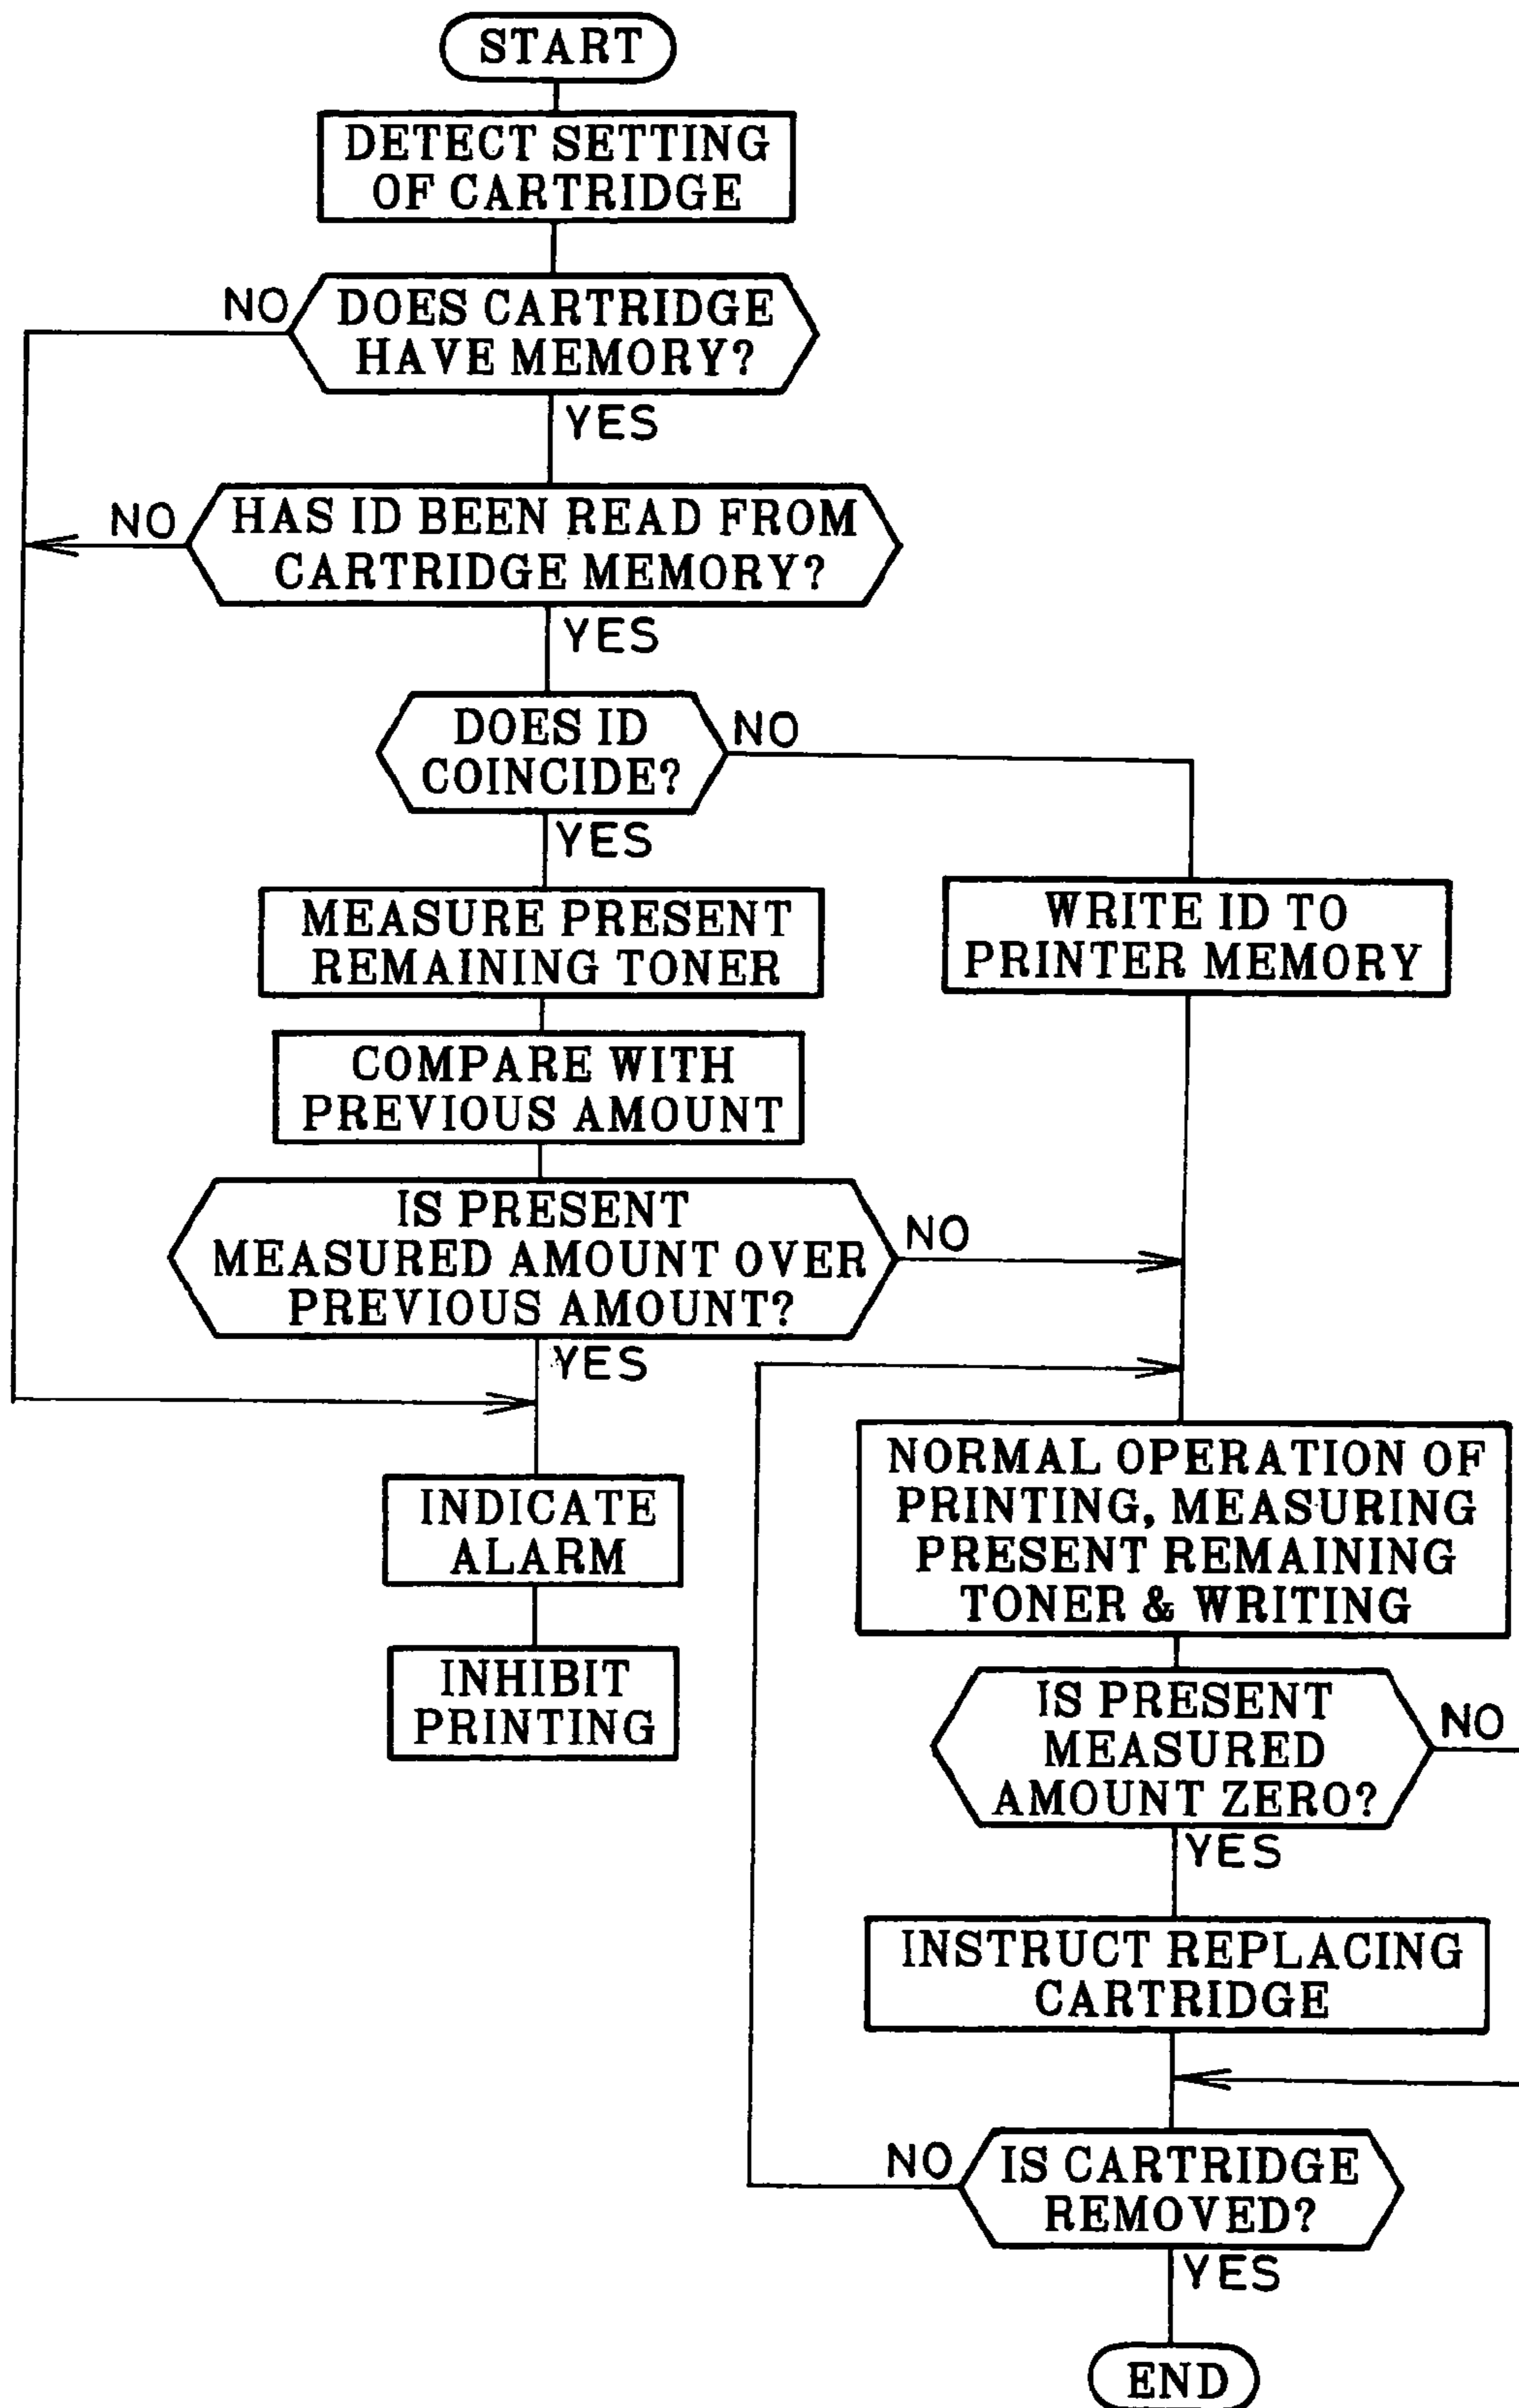 START
DETECT SETTING
OF CARTRIDGE
NO
DOES CARTRIDGE
HAVE MEMORY?
YES
NO
HAS ID BEEN READ FROM
CARTRIDGE MEMORY?
YES
DOES ID
COINCIDE?
NO
YES
MEASURE PRESENT
REMAINING TONER
WRITE ID TO
PRINTER MEMORY
COMPARE WITH
PREVIOUS AMOUNT
IS PRESENT
MEASURED AMOUNT OVER
PREVIOUS AMOUNT?
NO
YES
INDICATE
ALARM
INHIBIT
PRINTING
NORMAL OPERATION OF
PRINTING, MEASURING
PRESENT REMAINING
TONER & WRITING
IS PRESENT
MEASURED
AMOUNT ZERO?
NO
YES
INSTRUCT REPLACING
CARTRIDGE
NO
IS CARTRIDGE
REMOVED?
YES
END